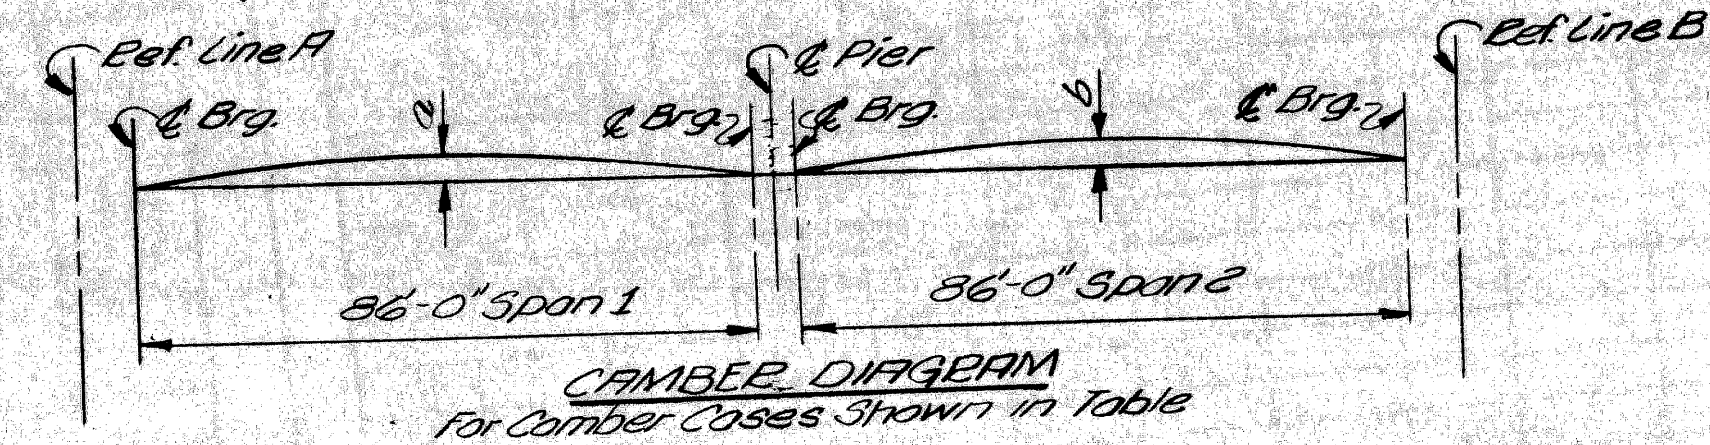 Ref. Line A
℄ Pier
Ref. Line B
℄ Brg.
a
℄ Brg.
℄ Brg.
b
℄ Brg.
86'-0" Span 1
86'-0" Span 2
CAMBER DIAGRAM
For Camber Cases Shown in Table